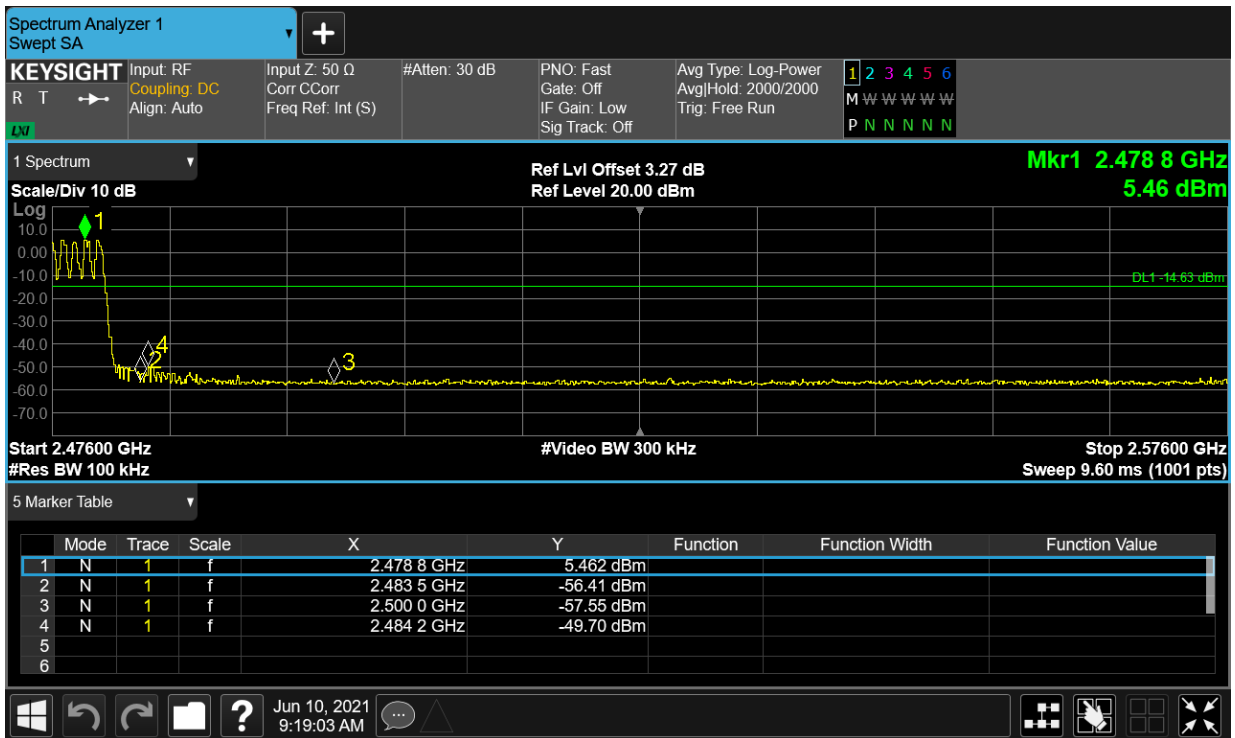 Spectrum Analyzer 1
Swept SA
+
KEYSIGHT Input: RF Input Z: 50 Ω #Atten: 30 dB PNO: Fast Avg Type: Log-Power 1 2 3 4 5 6
R T Coupling: DC Corr CCorr Gate: Off Avg|Hold: 2000/2000 M W W W W W
Align: Auto Freq Ref: Int (S) IF Gain: Low Trig: Free Run
LXI Sig Track: Off P N N N N N
1 Spectrum Ref Lvl Offset 3.27 dB Mkr1 2.478 8 GHz
Scale/Div 10 dB Ref Level 20.00 dBm 5.46 dBm
Log
10.0 1
0.00
-10.0 DL1 -14.63 dBm
-20.0
-30.0
-40.0 4
-50.0 2 3
-60.0
-70.0
Start 2.47600 GHz #Video BW 300 kHz Stop 2.57600 GHz
#Res BW 100 kHz Sweep 9.60 ms (1001 pts)
5 Marker Table
Mode Trace Scale X Y Function Function Width Function Value
1 N 1 f 2.478 8 GHz 5.462 dBm
2 N 1 f 2.483 5 GHz -56.41 dBm
3 N 1 f 2.500 0 GHz -57.55 dBm
4 N 1 f 2.484 2 GHz -49.70 dBm
5
6
? Jun 10, 2021
9:19:03 AM